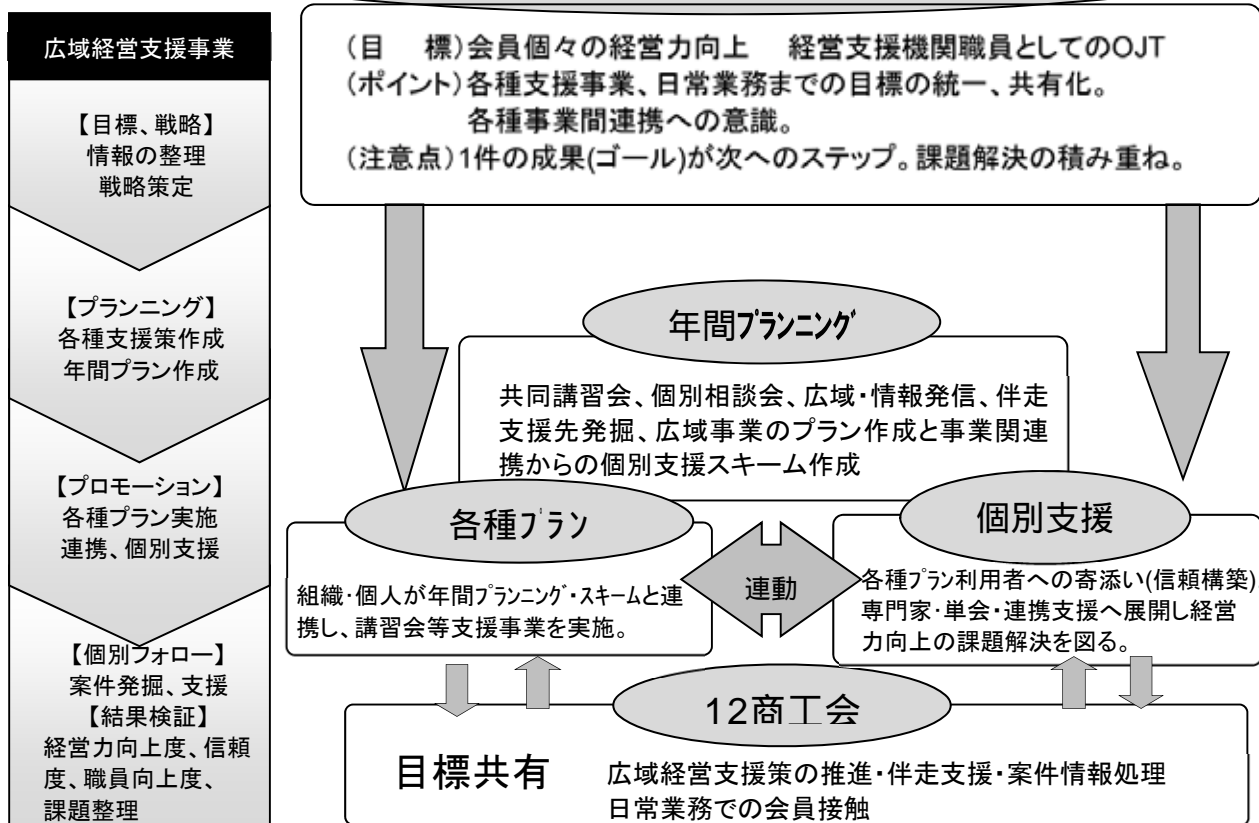 広域経営支援事業
【目標、戦略】
情報の整理
戦略策定
【プランニング】
各種支援策作成
年間プラン作成
【プロモーション】
各種プラン実施
連携、個別支援
【個別フォロー】
案件発掘、支援
【結果検証】
経営力向上度、信頼
度、職員向上度、
課題整理
(目　標)会員個々の経営力向上　経営支援機関職員としてのOJT
(ポイント)各種支援事業、日常業務までの目標の統一、共有化。
各種事業間連携への意識。
(注意点)1件の成果(ゴール)が次へのステップ。課題解決の積み重ね。
年間プランニング
共同講習会、個別相談会、広域・情報発信、伴走
支援先発掘、広域事業のプラン作成と事業関連
携からの個別支援スキーム作成
各種プラン
組織・個人が年間プランニング・スキームと連
携し、講習会等支援事業を実施。
連動
個別支援
各種プラン利用者への寄添い(信頼構築)
専門家・単会・連携支援へ展開し経営
力向上の課題解決を図る。
12商工会
目標共有
広域経営支援策の推進・伴走支援・案件情報処理
日常業務での会員接触